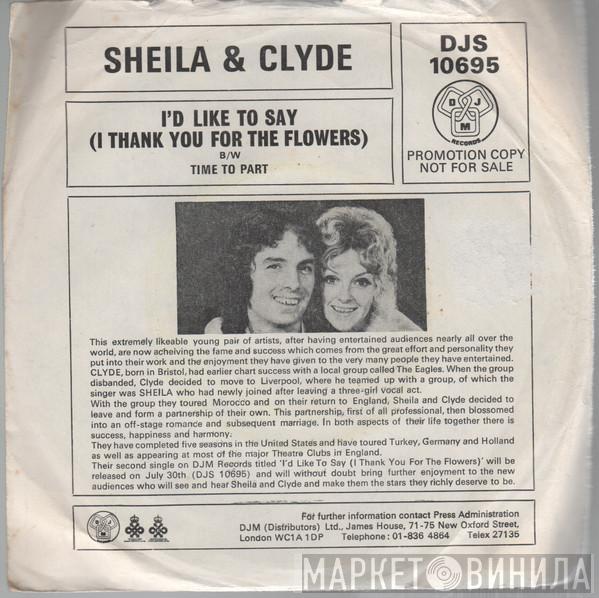 SHEILA & CLYDE
DJS
10695
I'D LIKE TO SAY
(I THANK YOU FOR THE FLOWERS)
B/W
TIME TO PART
D J
M
RECORDS
PROMOTION COPY
NOT FOR SALE
This extremely likeable young pair of artists, after having entertained audiences nearly all over the
world, are now acheiving the fame and success which comes from the great effort and personality they
put into their work and the enjoyment they have given to the very many people they have entertained.
CLYDE, born in Bristol, had earlier chart success with a local group called The Eagles. When the group
disbanded, Clyde decided to move to Liverpool, where he teamed up with a group, of which the
singer was SHEILA who had newly joined after leaving a three-girl vocal act.
With the group they toured Morocco and on their return to England, Sheila and Clyde decided to
leave and form a partnership of their own. This partnership, first of all professional, then blossomed
into an off-stage romance and subsequent marriage. In both aspects of their life together there is
success, happiness and harmony.
They have completed five seasons in the United States and have toured Turkey, Germany and Holland
as well as appearing at most of the major Theatre Clubs in England.
Their second single on DJM Records titled 'I'd Like To Say (I Thank You For The Flowers)' will be
released on July 30th (DJS 10695) and will without doubt bring further enjoyment to the new
audiences who will see and hear Sheila and Clyde and make them the stars they richly deserve to be.
For further information contact Press Administration
DJM (Distributors) Ltd., James House, 71-75 New Oxford Street,
London WC1A 1DP Telephone: 01-836 4864 Telex 27135
МАРКЕТ ВИНИЛА